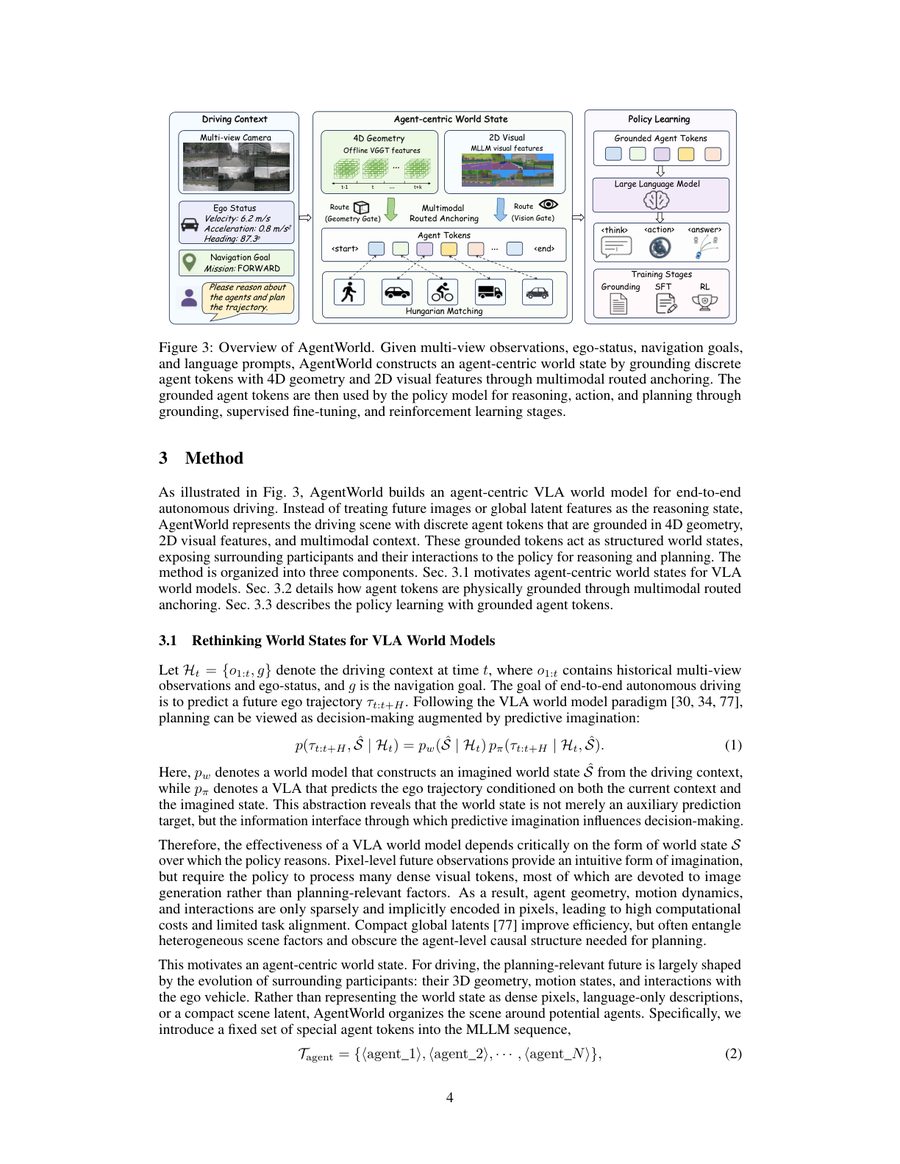 Driving Context
Multi-view Camera
Ego Status
Velocity: 6.2 m/s
Acceleration: 0.8 m/s²
Heading: 87.3°
Navigation Goal
Mission: FORWARD
Please reason about
the agents and plan
the trajectory.
Agent-centric World State
4D Geometry
Offline VGGT features
...
t-1 t ... t+k
2D Visual
MLLM visual features
Route
(Geometry Gate)
Multimodal
Routed Anchoring
Route
(Vision Gate)
Agent Tokens
<start> ... <end>
Hungarian Matching
Policy Learning
Grounded Agent Tokens
Large Language Model
<think> <action> <answer>
Training Stages
Grounding SFT RL
Figure 3: Overview of AgentWorld. Given multi-view observations, ego-status, navigation goals,
and language prompts, AgentWorld constructs an agent-centric world state by grounding discrete
agent tokens with 4D geometry and 2D visual features through multimodal routed anchoring. The
grounded agent tokens are then used by the policy model for reasoning, action, and planning through
grounding, supervised fine-tuning, and reinforcement learning stages.
3 Method
As illustrated in Fig. 3, AgentWorld builds an agent-centric VLA world model for end-to-end
autonomous driving. Instead of treating future images or global latent features as the reasoning state,
AgentWorld represents the driving scene with discrete agent tokens that are grounded in 4D geometry,
2D visual features, and multimodal context. These grounded tokens act as structured world states,
exposing surrounding participants and their interactions to the policy for reasoning and planning. The
method is organized into three components. Sec. 3.1 motivates agent-centric world states for VLA
world models. Sec. 3.2 details how agent tokens are physically grounded through multimodal routed
anchoring. Sec. 3.3 describes the policy learning with grounded agent tokens.
3.1 Rethinking World States for VLA World Models
Let ℋₜ = {o₁:ₜ, g} denote the driving context at time t, where o₁:ₜ contains historical multi-view
observations and ego-status, and g is the navigation goal. The goal of end-to-end autonomous driving
is to predict a future ego trajectory τ_{t:t+H}. Following the VLA world model paradigm [30, 34, 77],
planning can be viewed as decision-making augmented by predictive imagination:
p(τ_{t:t+H}, Ŝ | ℋₜ) = p_w(Ŝ | ℋₜ) p_π(τ_{t:t+H} | ℋₜ, Ŝ). (1)
Here, p_w denotes a world model that constructs an imagined world state Ŝ from the driving context,
while p_π denotes a VLA that predicts the ego trajectory conditioned on both the current context and
the imagined state. This abstraction reveals that the world state is not merely an auxiliary prediction
target, but the information interface through which predictive imagination influences decision-making.
Therefore, the effectiveness of a VLA world model depends critically on the form of world state S
over which the policy reasons. Pixel-level future observations provide an intuitive form of imagination,
but require the policy to process many dense visual tokens, most of which are devoted to image
generation rather than planning-relevant factors. As a result, agent geometry, motion dynamics,
and interactions are only sparsely and implicitly encoded in pixels, leading to high computational
costs and limited task alignment. Compact global latents [77] improve efficiency, but often entangle
heterogeneous scene factors and obscure the agent-level causal structure needed for planning.
This motivates an agent-centric world state. For driving, the planning-relevant future is largely shaped
by the evolution of surrounding participants: their 3D geometry, motion states, and interactions with
the ego vehicle. Rather than representing the world state as dense pixels, language-only descriptions,
or a compact scene latent, AgentWorld organizes the scene around potential agents. Specifically, we
introduce a fixed set of special agent tokens into the MLLM sequence,
𝒯_agent = {⟨agent_1⟩, ⟨agent_2⟩, ··· , ⟨agent_N⟩}, (2)
4